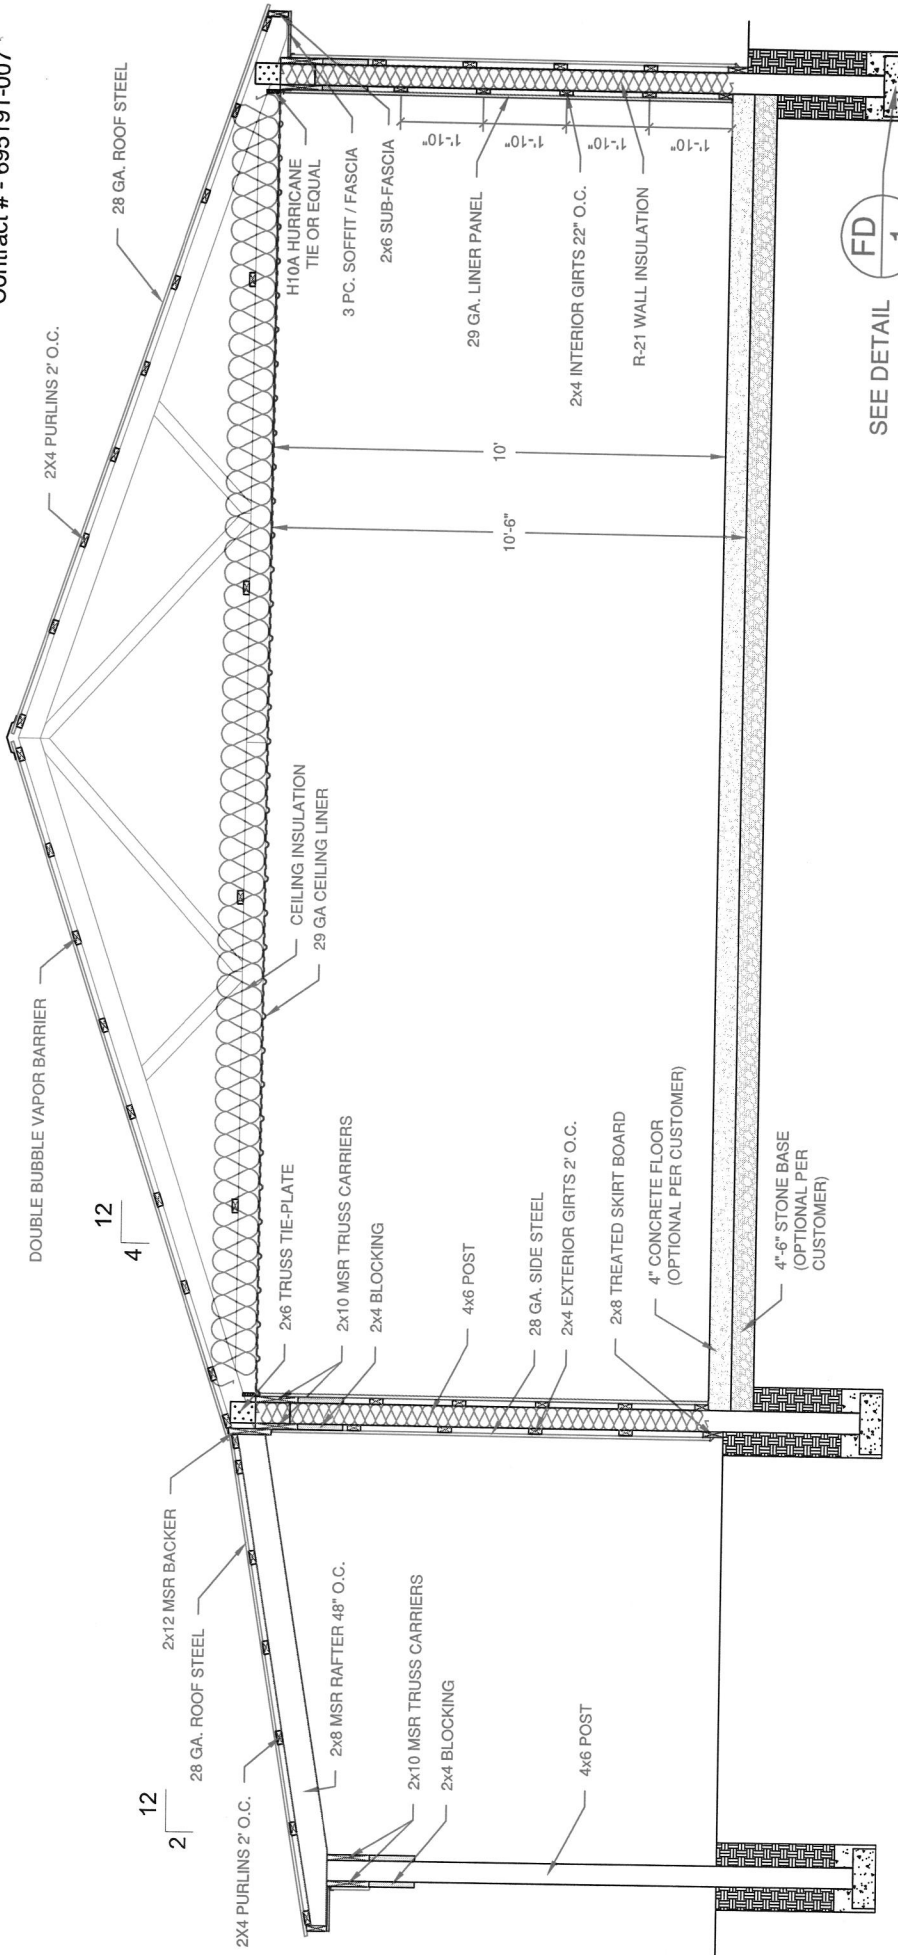 Contract # - 695191-007
28 GA. ROOF STEEL
2X4 PURLINS 2' O.C.
DOUBLE BUBBLE VAPOR BARRIER
12
4
H10A HURRICANE
TIE OR EQUAL
3 PC. SOFFIT / FASCIA
2x6 SUB-FASCIA
29 GA. LINER PANEL
2x4 INTERIOR GIRTS 22" O.C.
R-21 WALL INSULATION
1'-10"
1'-10"
1'-10"
1'-10"
10'
10'-6"
CEILING INSULATION
29 GA CEILING LINER
2x6 TRUSS TIE-PLATE
2x10 MSR TRUSS CARRIERS
2x4 BLOCKING
4x6 POST
28 GA. SIDE STEEL
2x4 EXTERIOR GIRTS 2' O.C.
2x8 TREATED SKIRT BOARD
4" CONCRETE FLOOR
(OPTIONAL PER CUSTOMER)
4"-6" STONE BASE
(OPTIONAL PER
CUSTOMER)
2x12 MSR BACKER
28 GA. ROOF STEEL
12
2
2X4 PURLINS 2' O.C.
2x8 MSR RAFTER 48" O.C.
2x10 MSR TRUSS CARRIERS
2x4 BLOCKING
4x6 POST
SEE DETAIL
FD
1